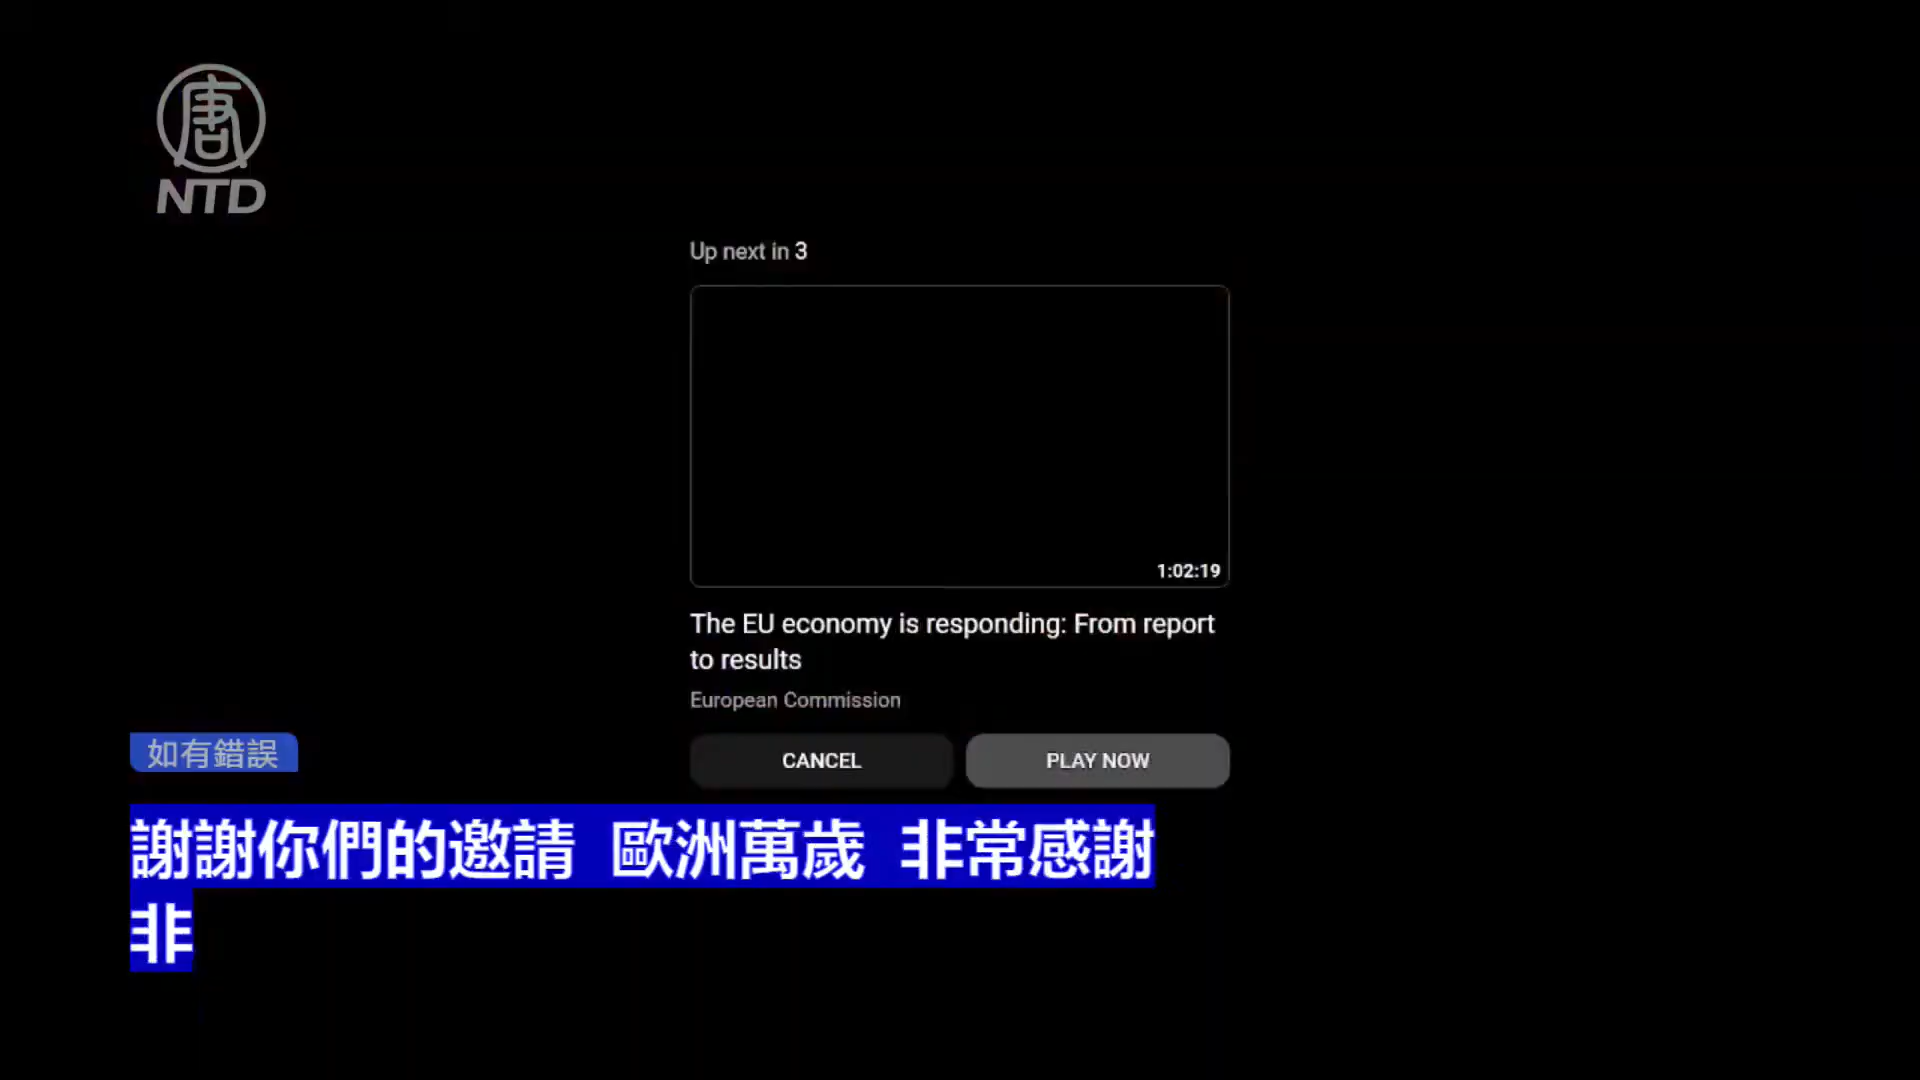 唐
NTD
Up next in 3
1:02:19
The EU economy is responding: From report
to results
European Commission
CANCEL
PLAY NOW
如有錯誤
謝謝你們的邀請 歐洲萬歲 非常感謝
非